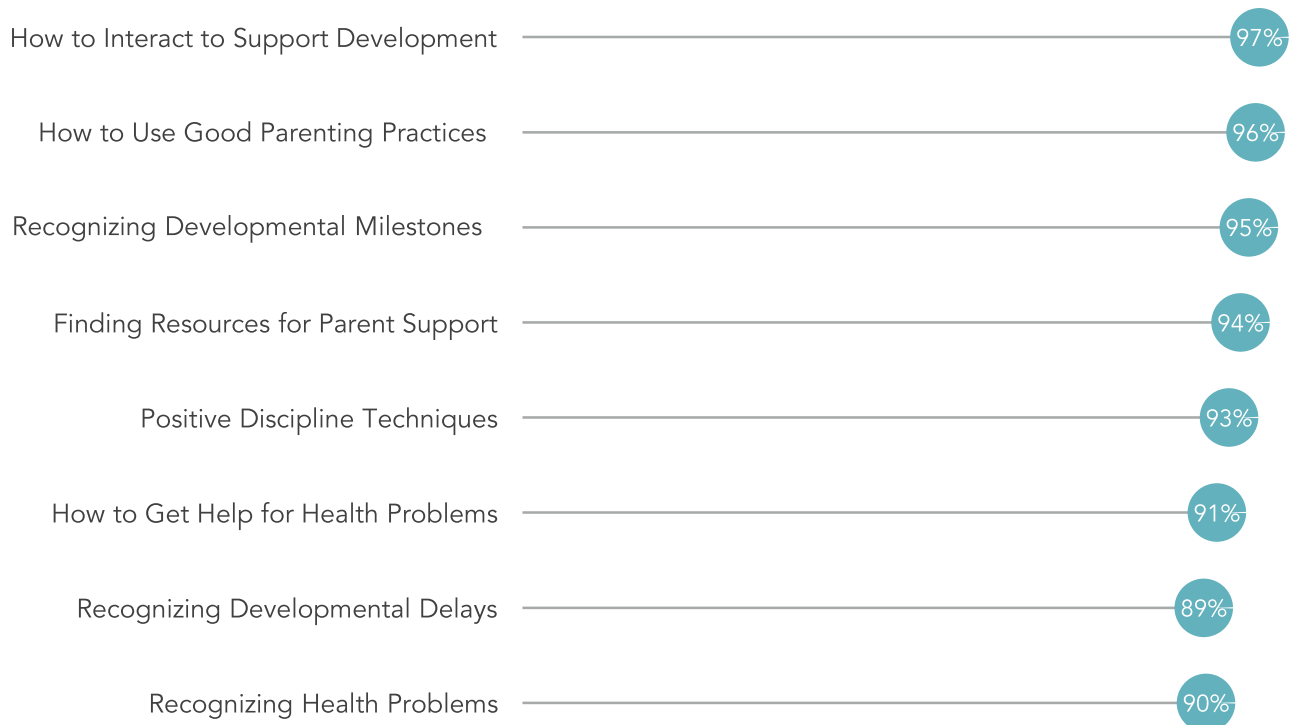 How to Interact to Support Development 97%
How to Use Good Parenting Practices 96%
Recognizing Developmental Milestones 95%
Finding Resources for Parent Support 94%
Positive Discipline Techniques 93%
How to Get Help for Health Problems 91%
Recognizing Developmental Delays 89%
Recognizing Health Problems 90%